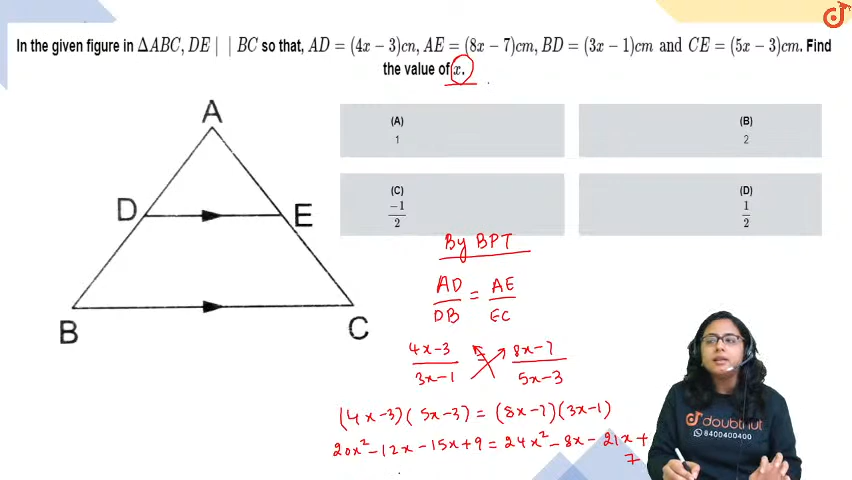 In the given figure in ΔABC, DE | | BC so that, AD = (4x − 3)cn, AE = (8x − 7)cm, BD = (3x − 1)cm and CE = (5x − 3)cm. Find
the value of x.
(A)
1
(B)
2
(C)
-1/2
(D)
1/2
A
D
E
B
C
By BPT
AD/DB = AE/EC
4x-3/3x-1 = 8x-7/5x-3
(4x-3)(5x-3) = (8x-7)(3x-1)
20x² - 12x - 15x + 9 = 24x² - 8x - 21x +
7
doubtnut
8400400400